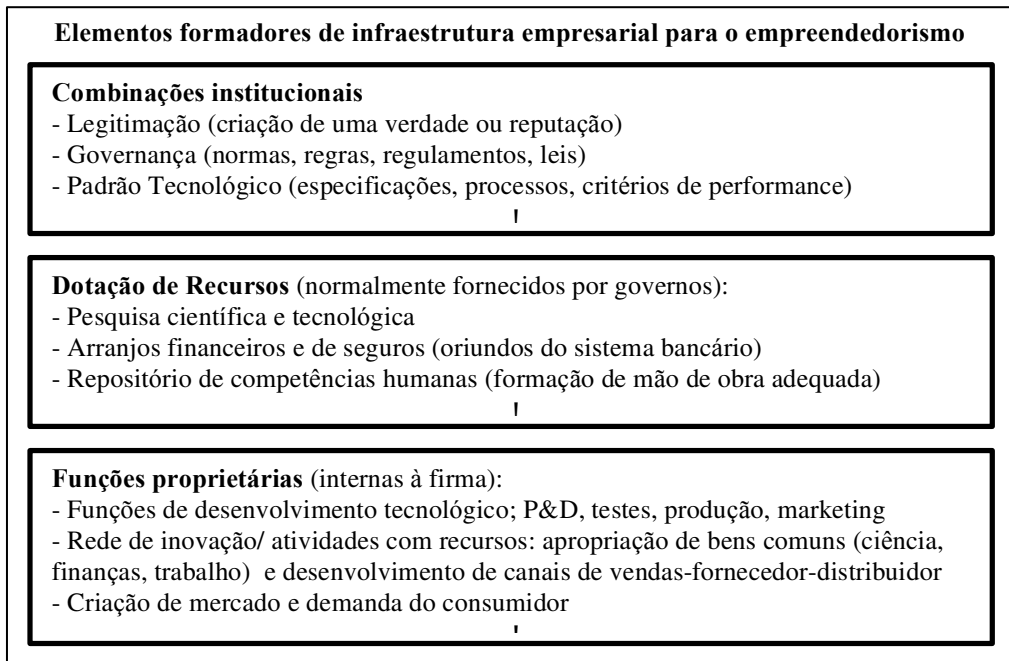 Elementos formadores de infraestrutura empresarial para o empreendedorismo
Combinações institucionais
- Legitimação (criação de uma verdade ou reputação)
- Governança (normas, regras, regulamentos, leis)
- Padrão Tecnológico (especificações, processos, critérios de performance)
Dotação de Recursos (normalmente fornecidos por governos):
- Pesquisa científica e tecnológica
- Arranjos financeiros e de seguros (oriundos do sistema bancário)
- Repositório de competências humanas (formação de mão de obra adequada)
Funções proprietárias (internas à firma):
- Funções de desenvolvimento tecnológico; P&D, testes, produção, marketing
- Rede de inovação/ atividades com recursos: apropriação de bens comuns (ciência,
finanças, trabalho)  e desenvolvimento de canais de vendas-fornecedor-distribuidor
- Criação de mercado e demanda do consumidor